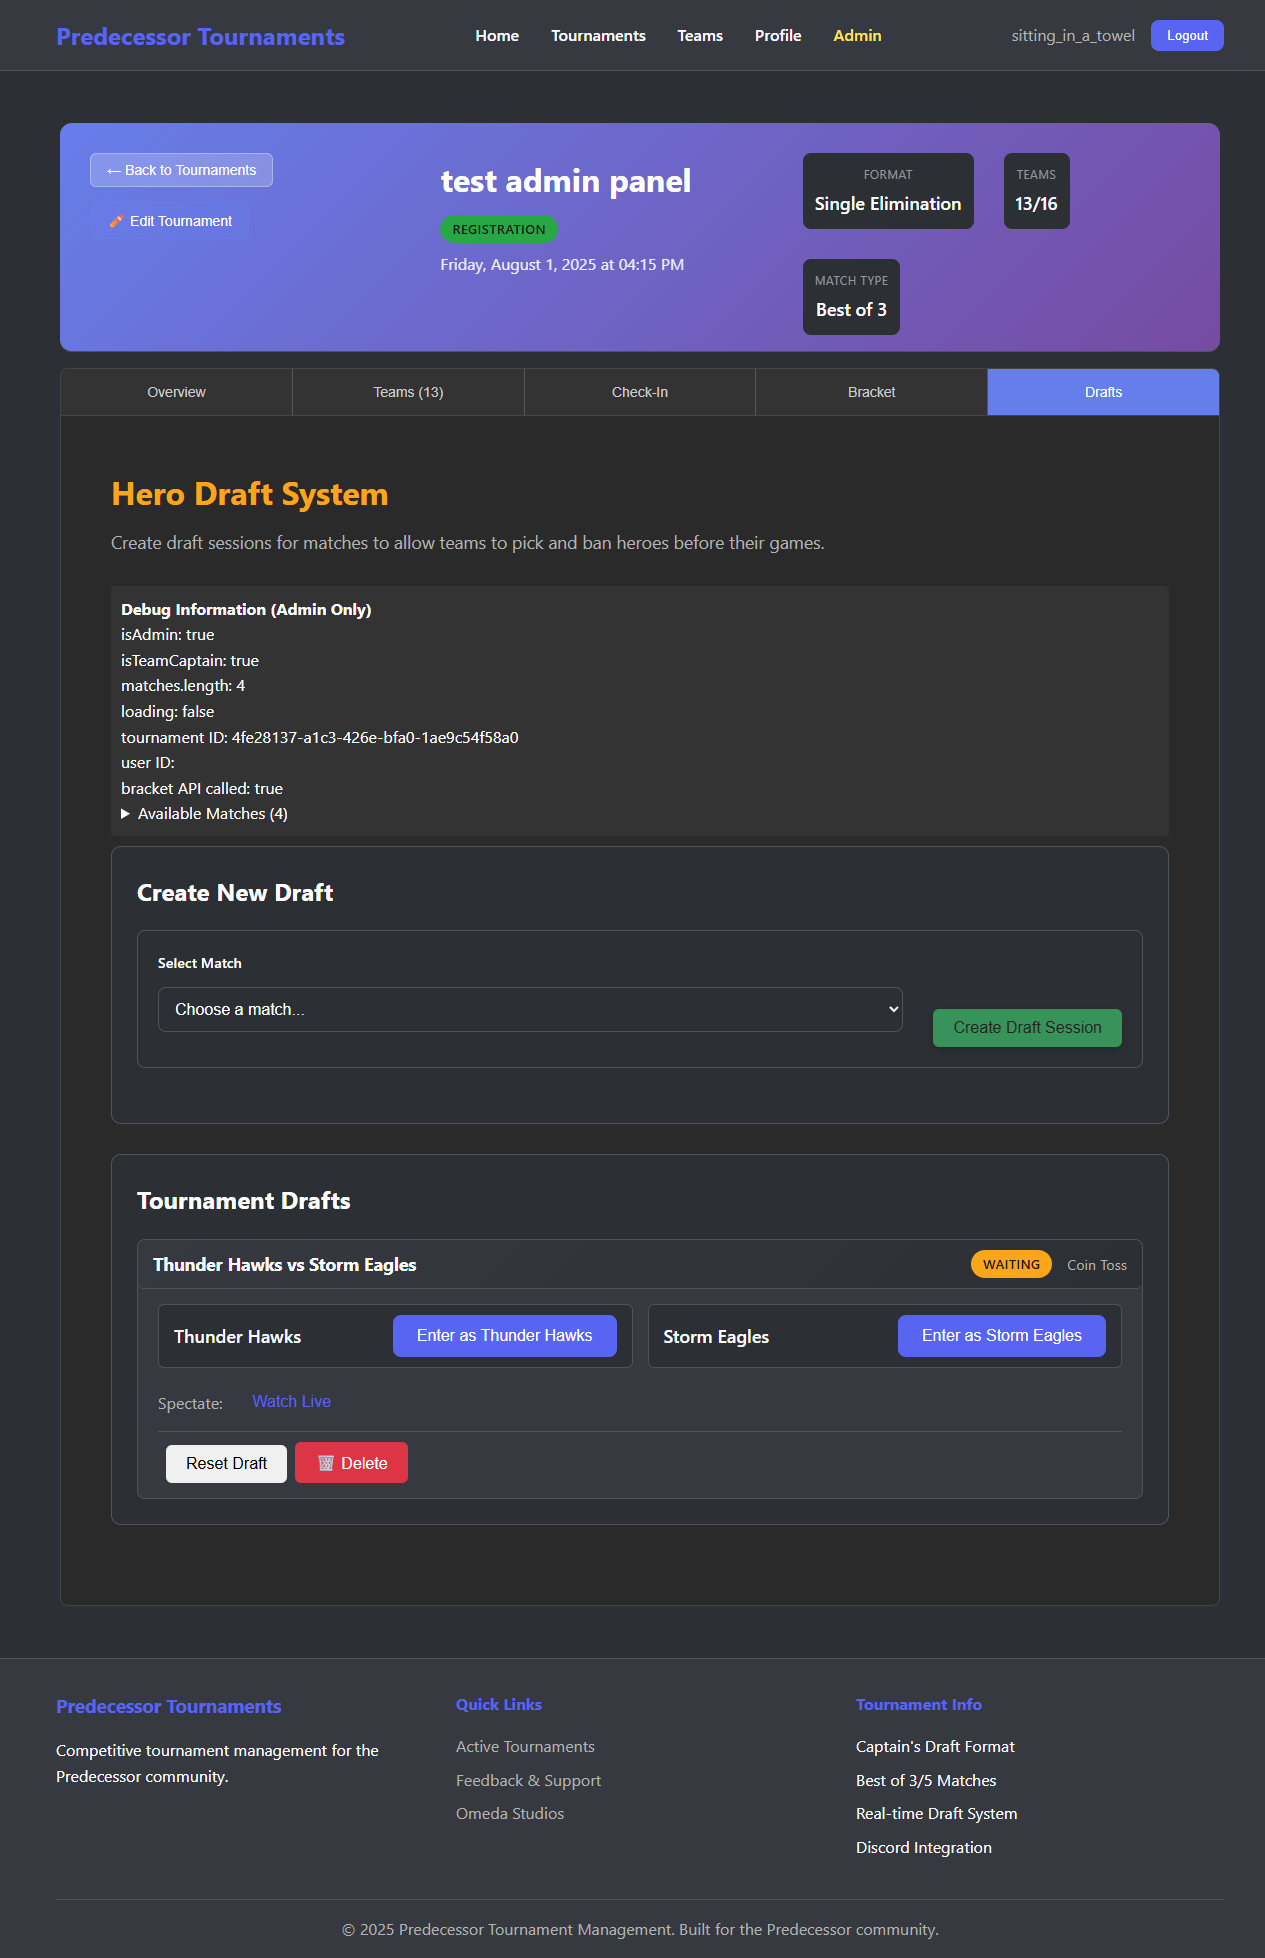 Predecessor Tournaments
Home
Tournaments
Teams
Profile
Admin
sitting_in_a_towel
Logout
← Back to Tournaments
Edit Tournament
test admin panel
REGISTRATION
Friday, August 1, 2025 at 04:15 PM
FORMAT
Single Elimination
TEAMS
13/16
MATCH TYPE
Best of 3
Overview
Teams (13)
Check-In
Bracket
Drafts
Hero Draft System
Create draft sessions for matches to allow teams to pick and ban heroes before their games.
Debug Information (Admin Only)
isAdmin: true
isTeamCaptain: true
matches.length: 4
loading: false
tournament ID: 4fe28137-a1c3-426e-bfa0-1ae9c54f58a0
user ID:
bracket API called: true
▶ Available Matches (4)
Create New Draft
Select Match
Choose a match...
Create Draft Session
Tournament Drafts
Thunder Hawks vs Storm Eagles
WAITING
Coin Toss
Thunder Hawks
Enter as Thunder Hawks
Storm Eagles
Enter as Storm Eagles
Spectate:
Watch Live
Reset Draft
Delete
Predecessor Tournaments
Competitive tournament management for the
Predecessor community.
Quick Links
Active Tournaments
Feedback & Support
Omeda Studios
Tournament Info
Captain's Draft Format
Best of 3/5 Matches
Real-time Draft System
Discord Integration
© 2025 Predecessor Tournament Management. Built for the Predecessor community.